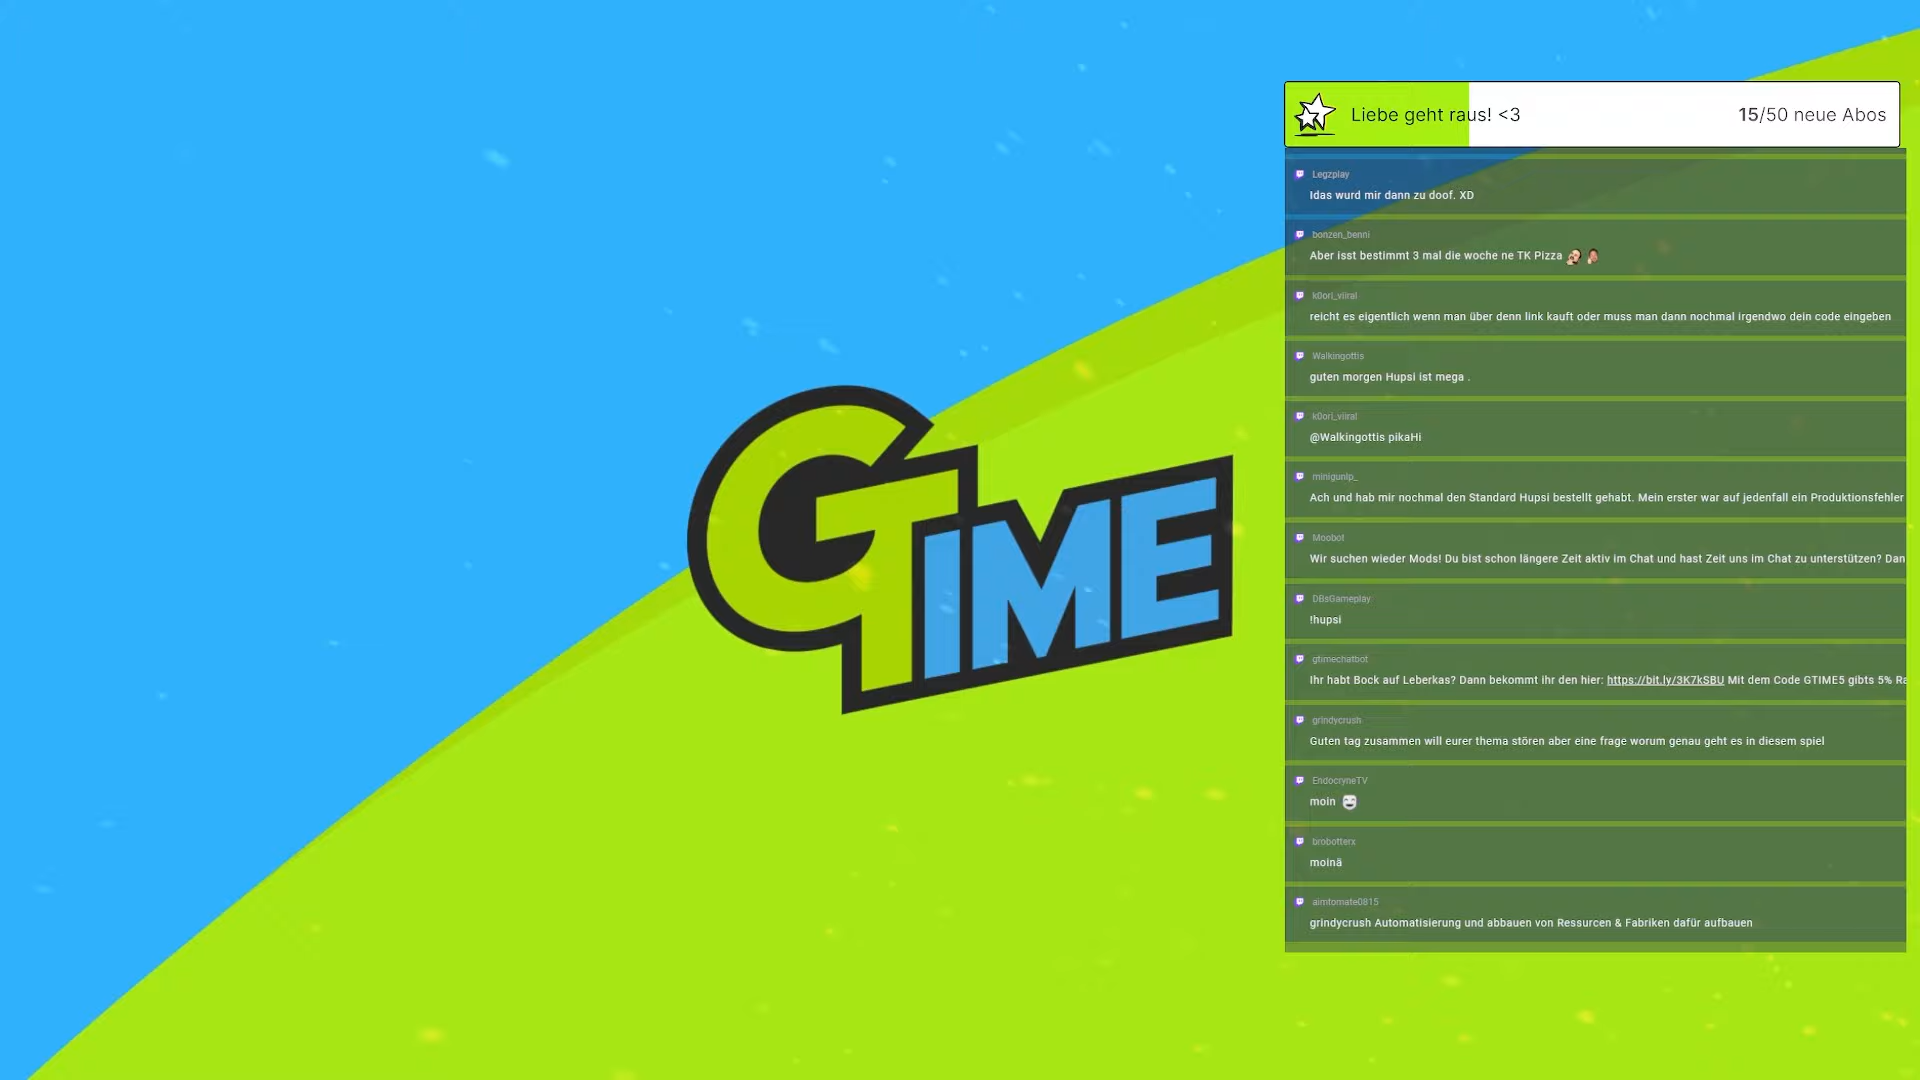 GTIME
Liebe geht raus! <3
15/50 neue Abos
Legzplay
Idas wurd mir dann zu doof. XD
bonzen_benni
Aber isst bestimmt 3 mal die woche ne TK Pizza
k0ori_viiral
reicht es eigentlich wenn man über denn link kauft oder muss man dann nochmal irgendwo dein code eingeben
Walkingottis
guten morgen Hupsi ist mega .
k0ori_viiral
@Walkingottis pikaHi
minigunlp_
Ach und hab mir nochmal den Standard Hupsi bestellt gehabt. Mein erster war auf jedenfall ein Produktionsfehler
Moobot
Wir suchen wieder Mods! Du bist schon längere Zeit aktiv im Chat und hast Zeit uns im Chat zu unterstützen? Dan
DBsGameplay
!hupsi
gtimechatbot
Ihr habt Bock auf Leberkas? Dann bekommt ihr den hier: https://bit.ly/3K7kSBU Mit dem Code GTIME5 gibts 5% Ra
grindycrush
Guten tag zusammen will eurer thema stören aber eine frage worum genau geht es in diesem spiel
EndocryneTV
moin
brrobotterx
moinä
aimtomate0815
grindycrush Automatisierung und abbauen von Ressurcen & Fabriken dafür aufbauen